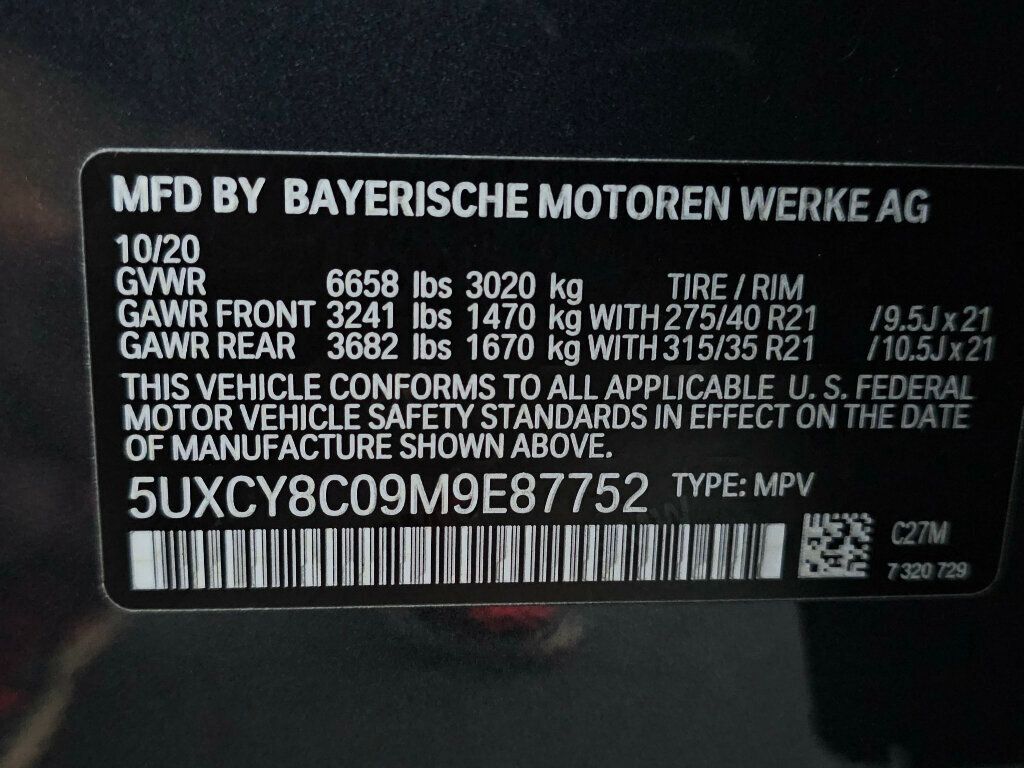 MFD BY BAYERISCHE MOTOREN WERKE AG
10/20
GVWR 6658 lbs 3020 kg TIRE / RIM
GAWR FRONT 3241 lbs 1470 kg WITH 275/40 R21 /9.5J x 21
GAWR REAR 3682 lbs 1670 kg WITH 315/35 R21 /10.5J x 21
THIS VEHICLE CONFORMS TO ALL APPLICABLE U. S. FEDERAL
MOTOR VEHICLE SAFETY STANDARDS IN EFFECT ON THE DATE
OF MANUFACTURE SHOWN ABOVE.
5UXCY8C09M9E87752 TYPE: MPV
C27M
7 320 729